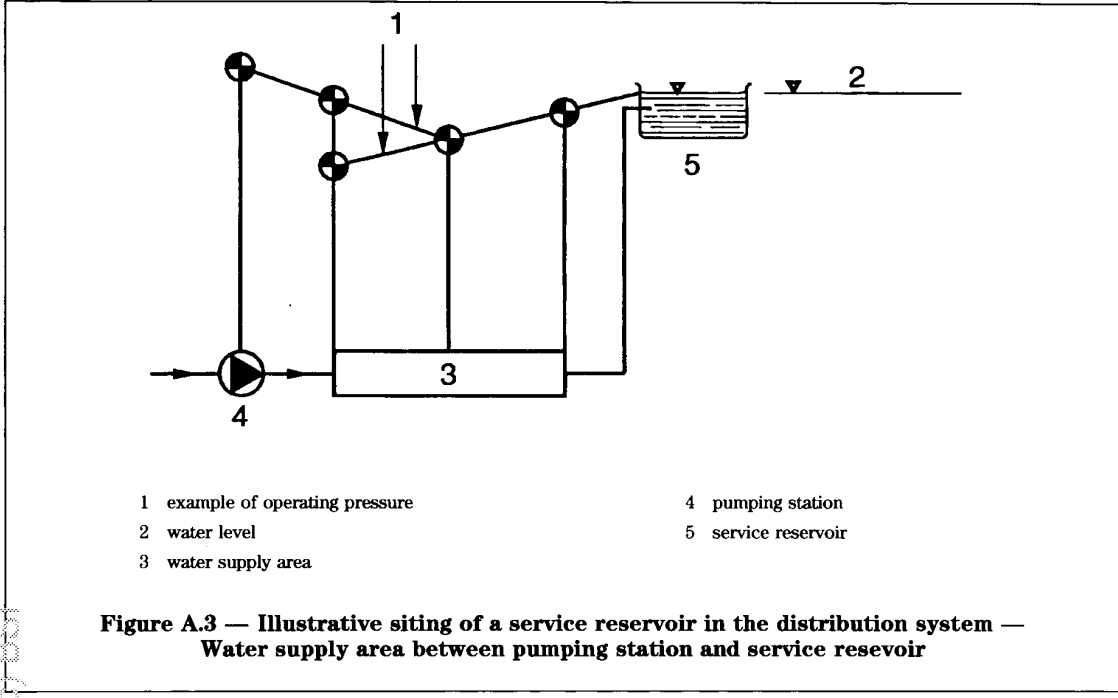 1
2
5
3
4
1 example of operating pressure
2 water level
3 water supply area
4 pumping station
5 service reservoir
Figure A.3 — Illustrative siting of a service reservoir in the distribution system —
Water supply area between pumping station and service resevoir